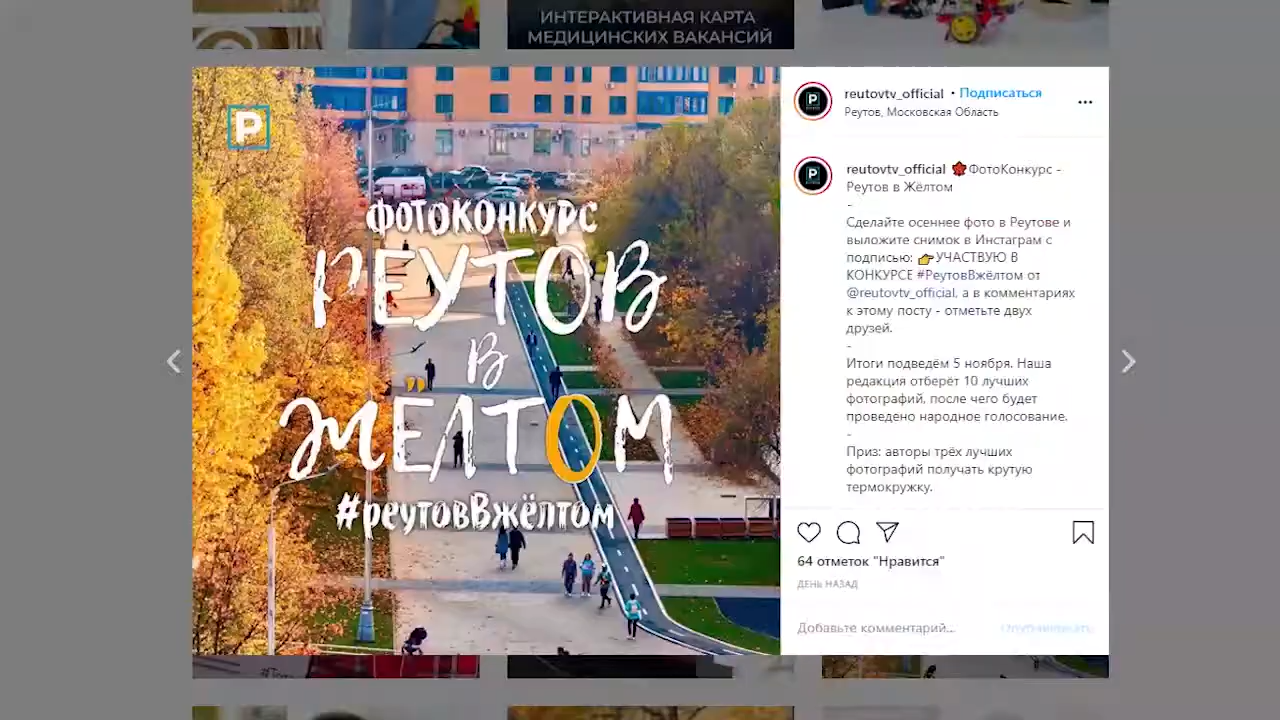 ИНТЕРАКТИВНАЯ КАРТА
МЕДИЦИНСКИХ ВАКАНСИЙ
P
ФОТОКОНКУРС
РЕУТОВ
В
ЖЁЛТОМ
#реутовВжёлтом
P
reutovtv_official • Подписаться
Реутов, Московская Область
P
reutovtv_official 🍁ФотоКонкурс -
Реутов в Жёлтом
-
Сделайте осеннее фото в Реутове и
выложите снимок в Инстаграм с
подписью: 👉УЧАСТВУЮ В
КОНКУРСЕ #РеутовВжёлтом от
@reutovtv_official, а в комментариях
к этому посту - отметьте двух
друзей.
-
Итоги подведём 5 ноября. Наша
редакция отберёт 10 лучших
фотографий, после чего будет
проведено народное голосование.
-
Приз: авторы трёх лучших
фотографий получать крутую
термокружку.
64 отметок "Нравится"
ДЕНЬ НАЗАД
Добавьте комментарий...